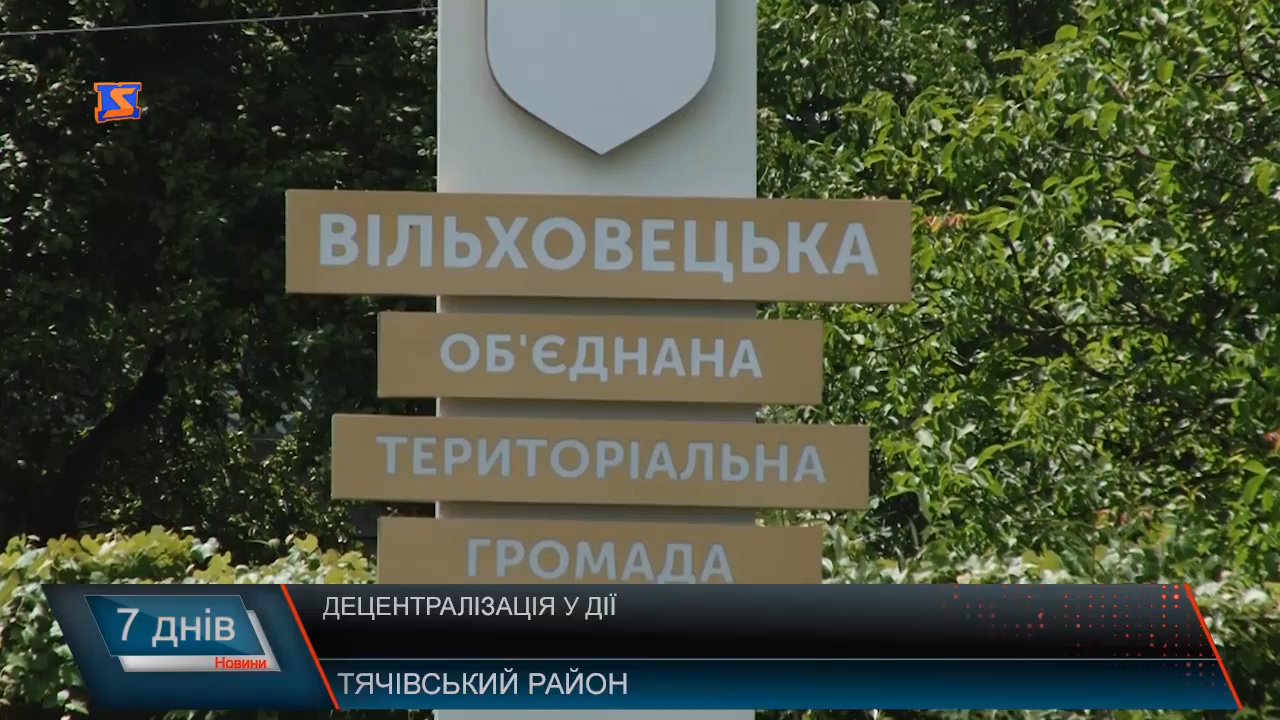 ВІЛЬХОВЕЦЬКА
ОБ'ЄДНАНА
ТЕРИТОРІАЛЬНА
ГРОМАДА
7 днів
Новини
ДЕЦЕНТРАЛІЗАЦІЯ У ДІЇ
ТЯЧІВСЬКИЙ РАЙОН